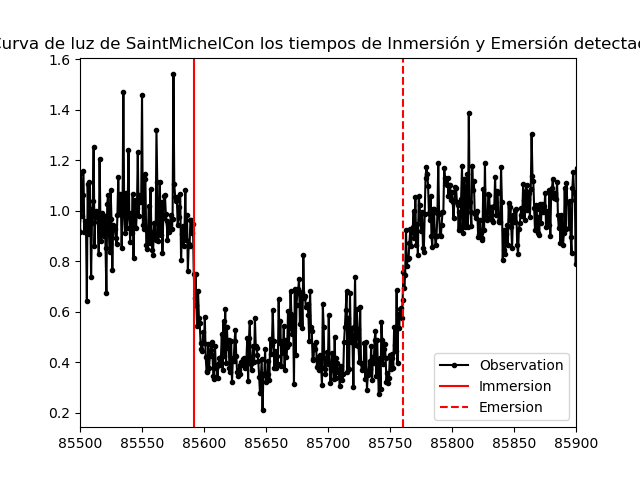 urva de luz de SaintMichelCon los tiempos de Inmersión y Emersión detecta
1.6
1.4
1.2
1.0
0.8
0.6
0.4
0.2
Observation
Immersion
Emersion
85500 85550 85600 85650 85700 85750 85800 85850 85900